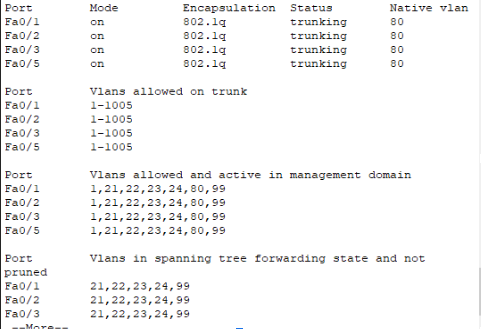 Port Mode Encapsulation Status Native vlan
Fa0/1 on 802.1q trunking 80
Fa0/2 on 802.1q trunking 80
Fa0/3 on 802.1q trunking 80
Fa0/5 on 802.1q trunking 80
Port Vlans allowed on trunk
Fa0/1 1-1005
Fa0/2 1-1005
Fa0/3 1-1005
Fa0/5 1-1005
Port Vlans allowed and active in management domain
Fa0/1 1,21,22,23,24,80,99
Fa0/2 1,21,22,23,24,80,99
Fa0/3 1,21,22,23,24,80,99
Fa0/5 1,21,22,23,24,80,99
Port Vlans in spanning tree forwarding state and not
pruned
Fa0/1 21,22,23,24,99
Fa0/2 21,22,23,24,99
Fa0/3 21,22,23,24,99
--More--